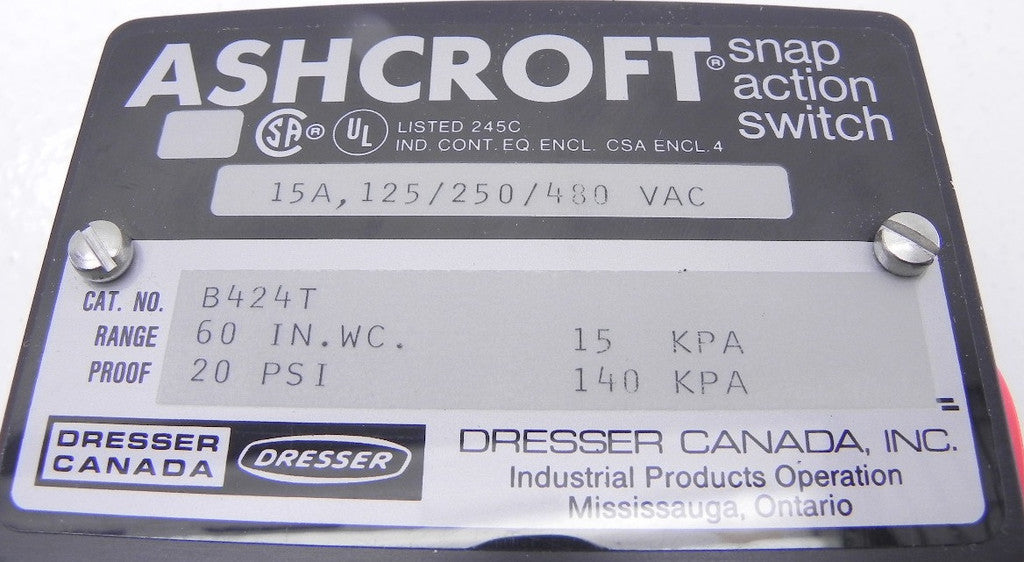 ASHCROFT® snap
action
switch
SA ® UL LISTED 245C
IND. CONT. EQ. ENCL. CSA ENCL. 4
15A, 125/250/480 VAC
CAT. NO. B424T
RANGE 60 IN.WC. 15 KPA
PROOF 20 PSI 140 KPA
DRESSER
CANADA
DRESSER
DRESSER CANADA, INC.
Industrial Products Operation
Mississauga, Ontario